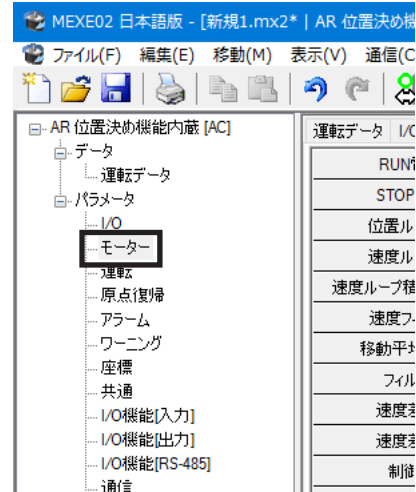 MEXE02 日本語版 - [新規1.mx2* | AR 位置決め機
ファイル(F) 編集(E) 移動(M) 表示(V) 通信(C
AR 位置決め機能内蔵 [AC]
データ
運転データ
パラメータ
I/O
モーター
運転
原点復帰
アラーム
ワーニング
座標
共通
I/O機能[入力]
I/O機能[出力]
I/O機能[RS-485]
通信
運転データ I/O
RUN
STOP
位置ル
速度ル
速度ループ積
速度フ
移動平均
フィル
速度差
速度差
制御